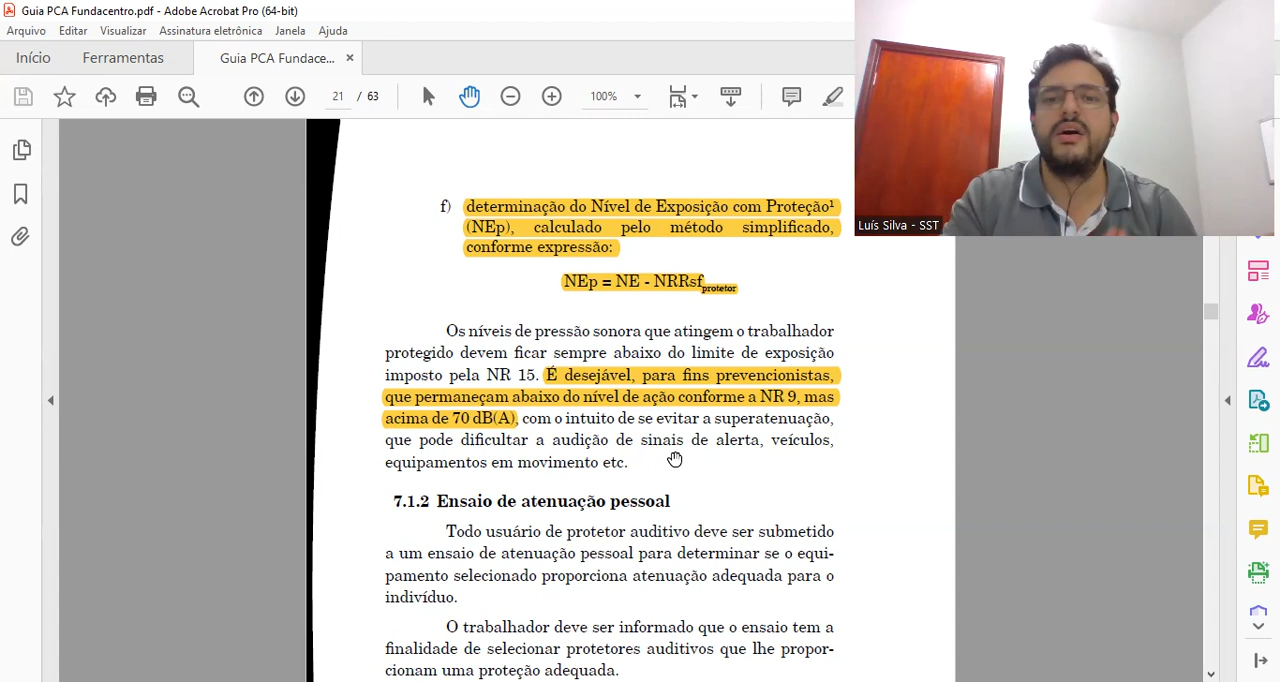 Guia PCA Fundacentro.pdf - Adobe Acrobat Pro (64-bit)
Arquivo Editar Visualizar Assinatura eletrônica Janela Ajuda
Início Ferramentas Guia PCA Fundace... ×
21 / 63 100%
Luís Silva - SST
f) determinação do Nível de Exposição com Proteção¹
(NEp), calculado pelo método simplificado,
conforme expressão:
NEp = NE - NRRsf protetor
Os níveis de pressão sonora que atingem o trabalhador
protegido devem ficar sempre abaixo do limite de exposição
imposto pela NR 15. É desejável, para fins prevencionistas,
que permaneçam abaixo do nível de ação conforme a NR 9, mas
acima de 70 dB(A), com o intuito de se evitar a superatenuação,
que pode dificultar a audição de sinais de alerta, veículos,
equipamentos em movimento etc.
7.1.2 Ensaio de atenuação pessoal
Todo usuário de protetor auditivo deve ser submetido
a um ensaio de atenuação pessoal para determinar se o equi-
pamento selecionado proporciona atenuação adequada para o
indivíduo.
O trabalhador deve ser informado que o ensaio tem a
finalidade de selecionar protetores auditivos que lhe propor-
cionam uma proteção adequada.